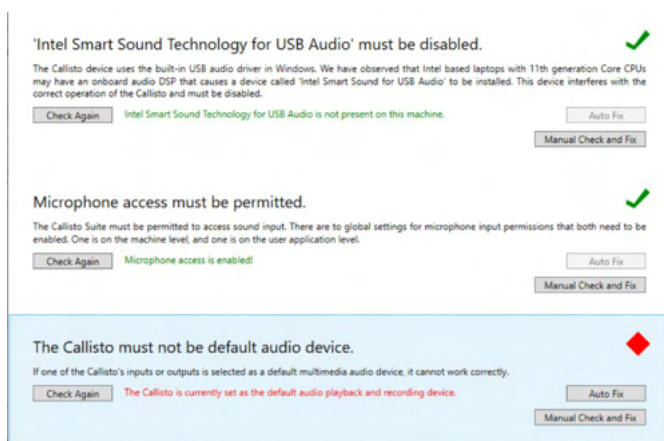 'Intel Smart Sound Technology for USB Audio' must be disabled.
The Callisto device uses the built-in USB audio driver in Windows. We have observed that Intel based laptops with 11th generation Core CPUs
may have an onboard audio DSP that causes a device called 'Intel Smart Sound for USB Audio' to be installed. This device interferes with the
correct operation of the Callisto and must be disabled.
Check Again
Intel Smart Sound Technology for USB Audio is not present on this machine.
Auto Fix
Manual Check and Fix
Microphone access must be permitted.
The Callisto Suite must be permitted to access sound input. There are to global settings for microphone input permissions that both need to be
enabled. One is on the machine level, and one is on the user application level.
Check Again
Microphone access is enabled!
Auto Fix
Manual Check and Fix
The Callisto must not be default audio device.
If one of the Callisto's inputs or outputs is selected as a default multimedia audio device, it cannot work correctly.
Check Again
The Callisto is currently set as the default audio playback and recording device.
Auto Fix
Manual Check and Fix